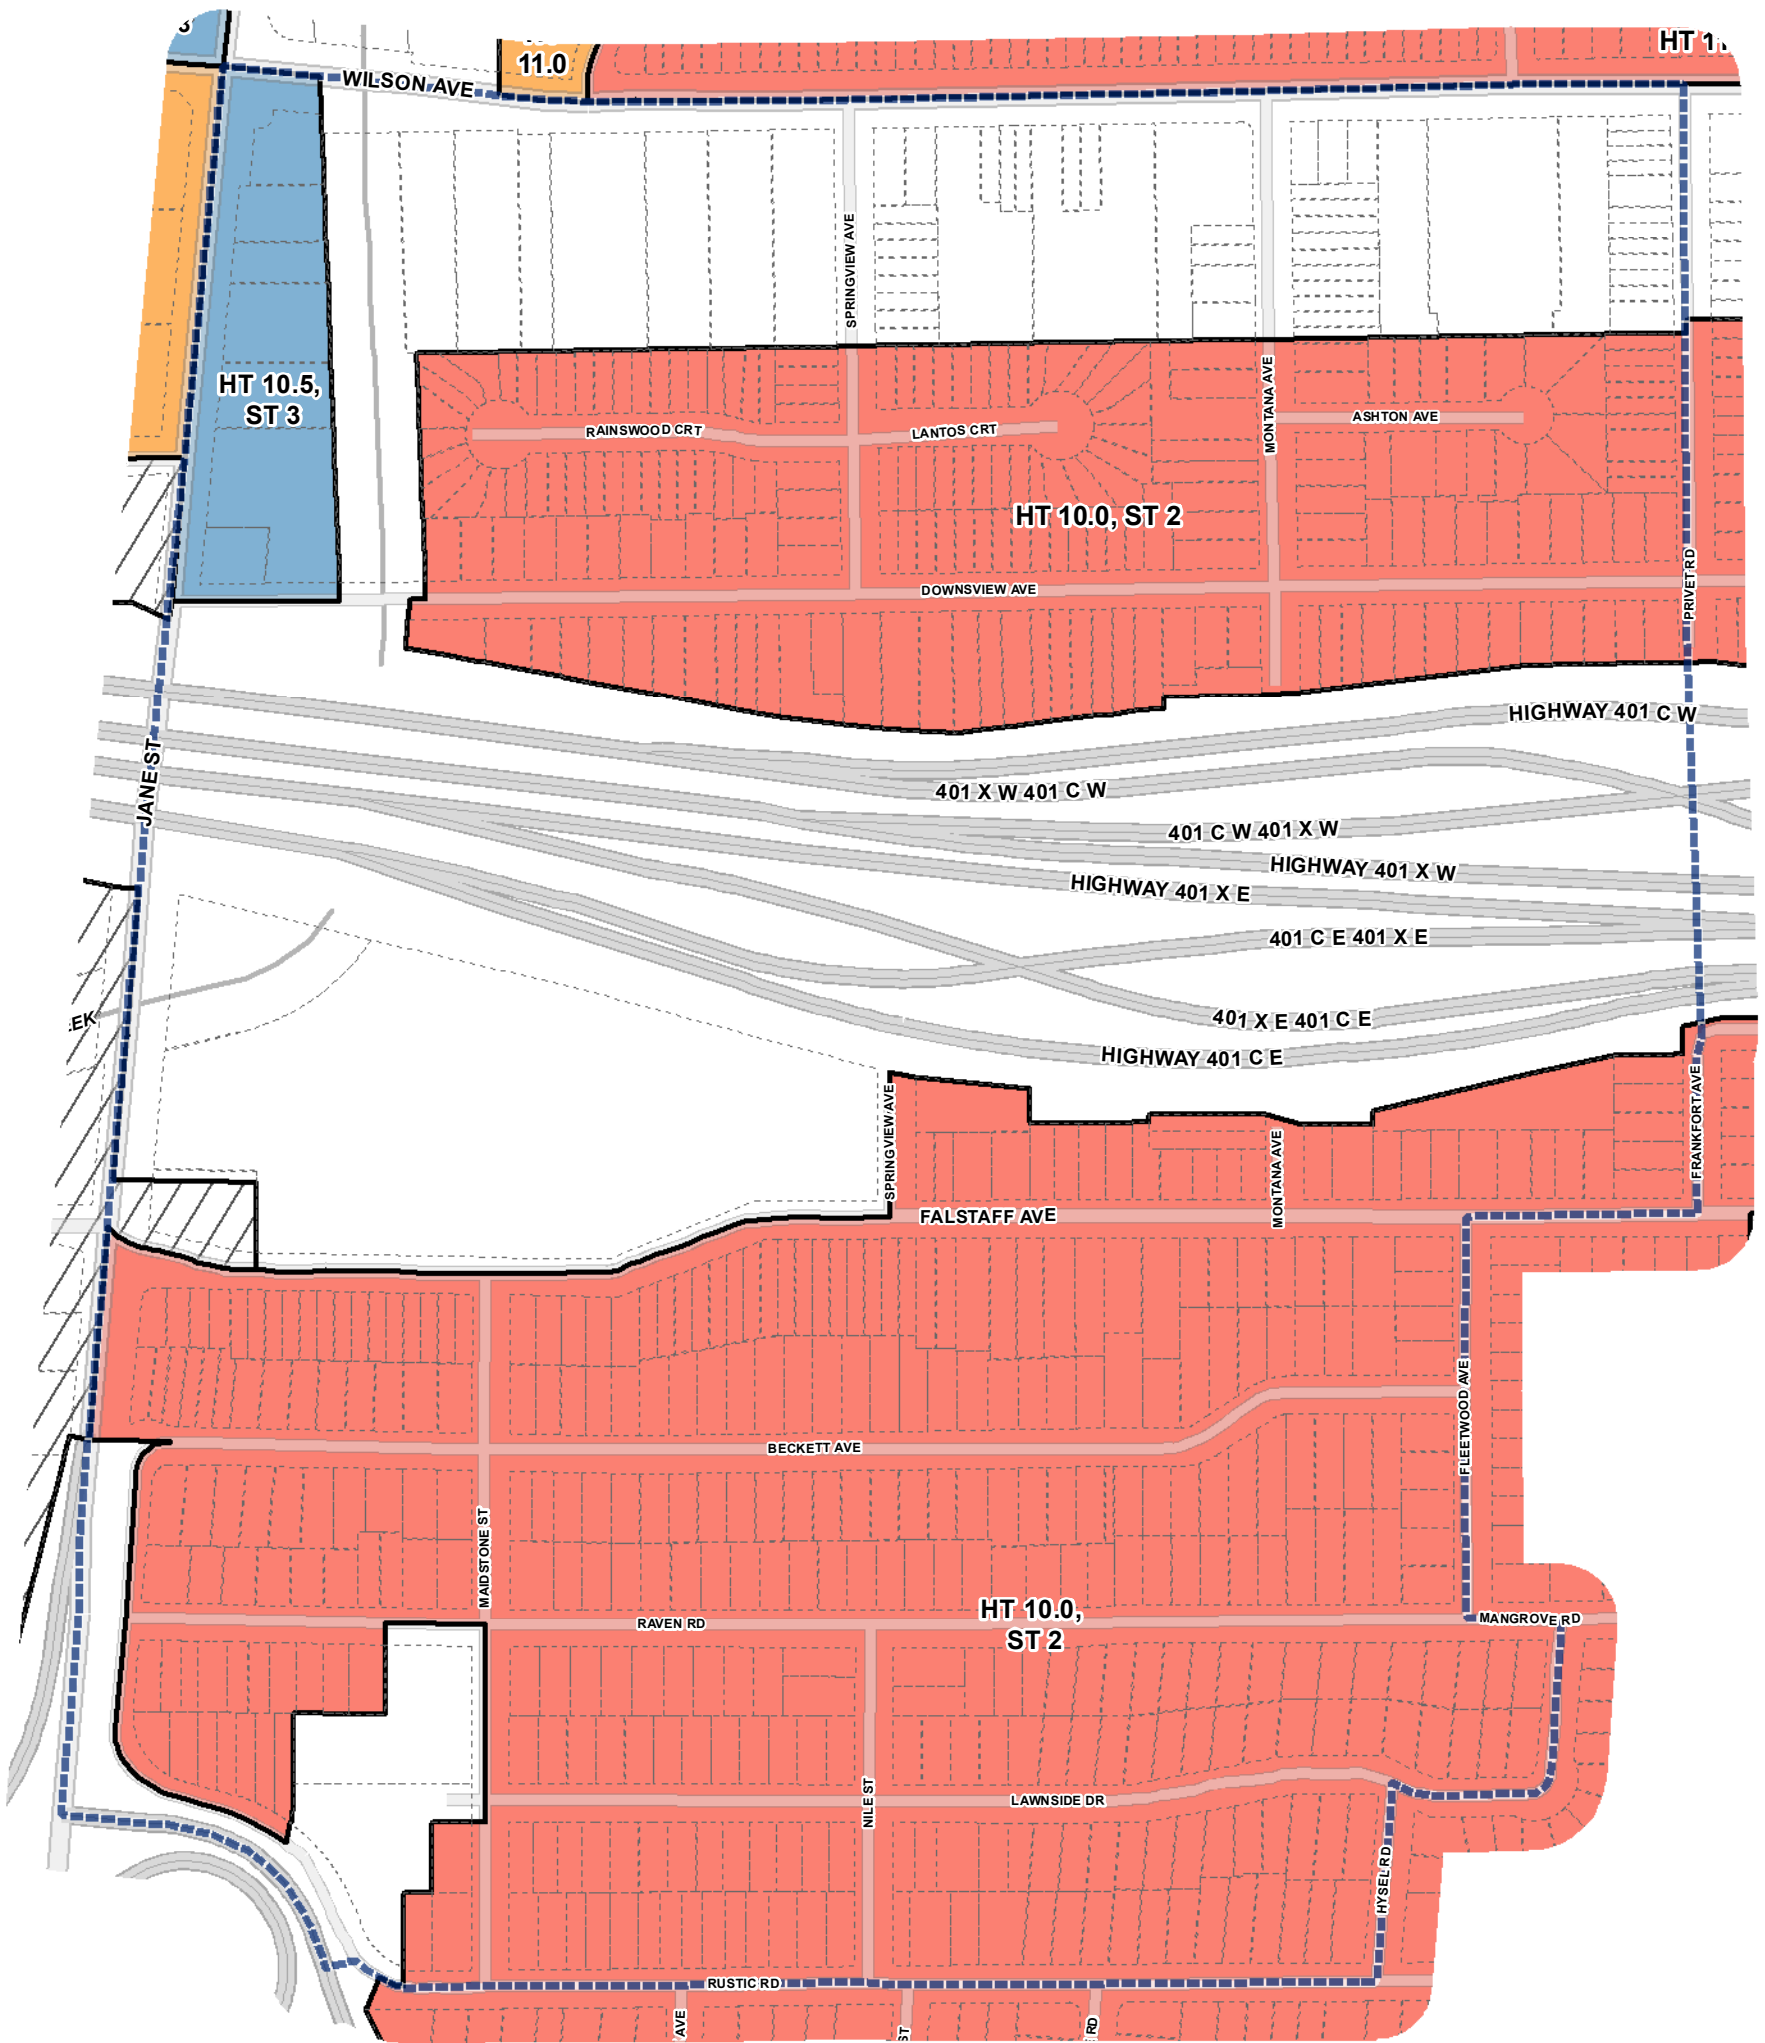 3
HT 11
11.0
WILSON AVE
SPRINGVIEW AVE
HT 10.5,
ST 3
MONTANA AVE
ASHTON AVE
RAINSWOOD CRT
LANTOS CRT
HT 10.0, ST 2
PRIVET RD
DOWNSVIEW AVE
HIGHWAY 401 C W
JANE ST
401 X W 401 C W
401 C W 401 X W
HIGHWAY 401 X W
HIGHWAY 401 X E
401 C E 401 X E
EEK
401 X E 401 C E
HIGHWAY 401 C E
SPRINGVIEW AVE
MONTANA AVE
FRANKFORT AVE
FALSTAFF AVE
FLEETWOOD AVE
BECKETT AVE
MAIDSTONE ST
HT 10.0,
ST 2
RAVEN RD
MANGROVE RD
NILE ST
LAWNSIDE DR
HYSEL RD
RUSTIC RD
AVE
ST
RD